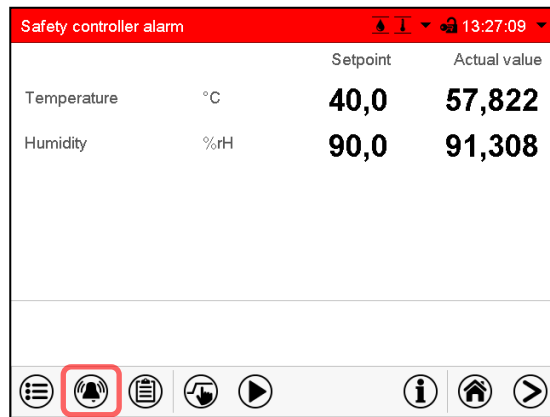 Safety controller alarm 13:27:09
Setpoint Actual value
Temperature °C 40,0 57,822
Humidity %rH 90,0 91,308